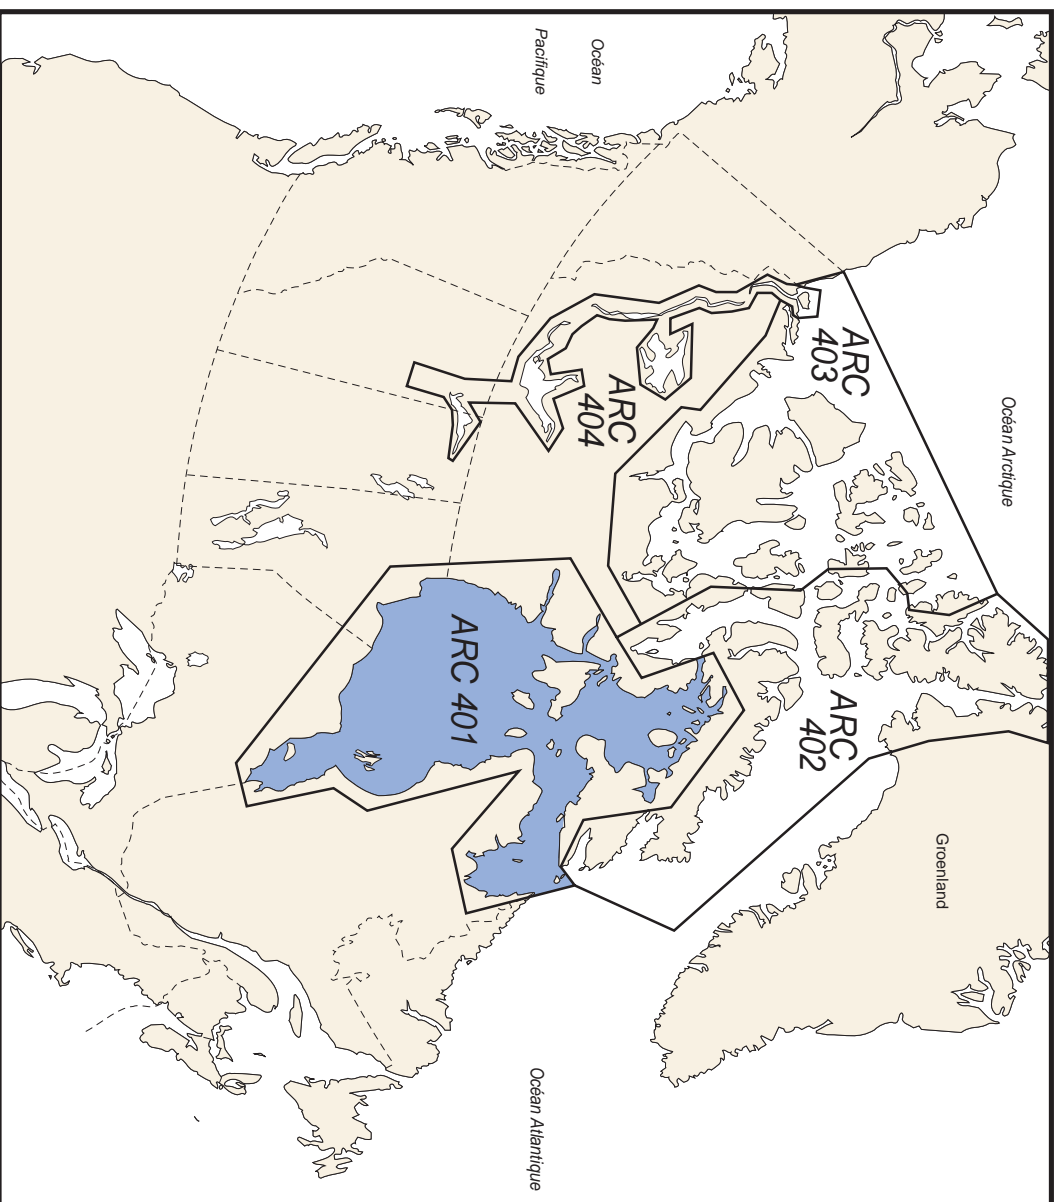 Océan Arctique
ARC
403
Océan
Pacifique
ARC
404
ARC
402
Groenland
ARC 401
Océan Atlantique